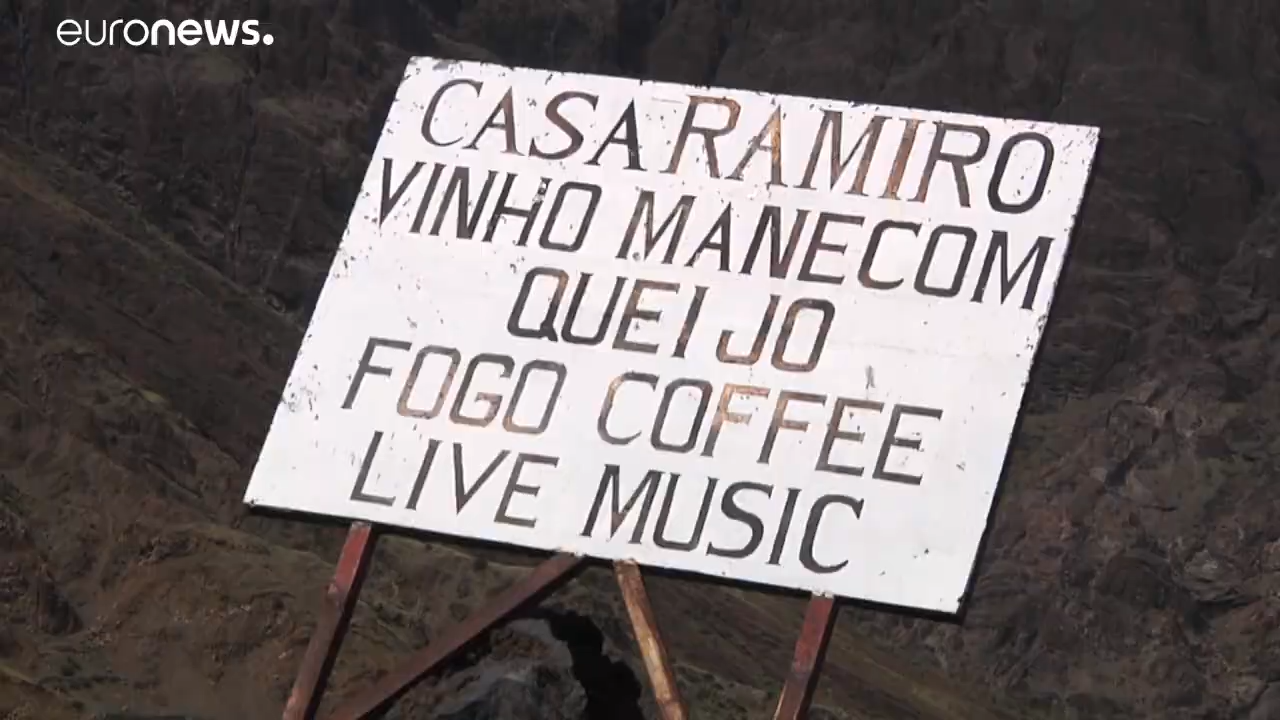 euronews.
CASA RAMIRO
VINHO MANECOM
QUEIJO
FOGO COFFEE
LIVE MUSIC